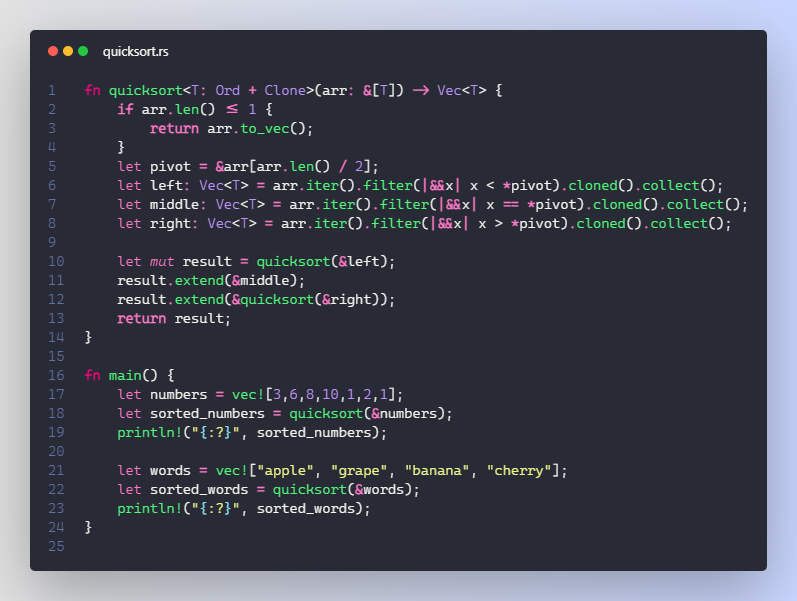 quicksort.rs
1 fn quicksort<T: Ord + Clone>(arr: &[T]) -> Vec<T> {
2     if arr.len() <= 1 {
3         return arr.to_vec();
4     }
5     let pivot = &arr[arr.len() / 2];
6     let left: Vec<T> = arr.iter().filter(|&&x| x < *pivot).cloned().collect();
7     let middle: Vec<T> = arr.iter().filter(|&&x| x == *pivot).cloned().collect();
8     let right: Vec<T> = arr.iter().filter(|&&x| x > *pivot).cloned().collect();
9
10     let mut result = quicksort(&left);
11     result.extend(&middle);
12     result.extend(&quicksort(&right));
13     return result;
14 }
15
16 fn main() {
17     let numbers = vec![3,6,8,10,1,2,1];
18     let sorted_numbers = quicksort(&numbers);
19     println!("{:?}", sorted_numbers);
20
21     let words = vec!["apple", "grape", "banana", "cherry"];
22     let sorted_words = quicksort(&words);
23     println!("{:?}", sorted_words);
24 }
25